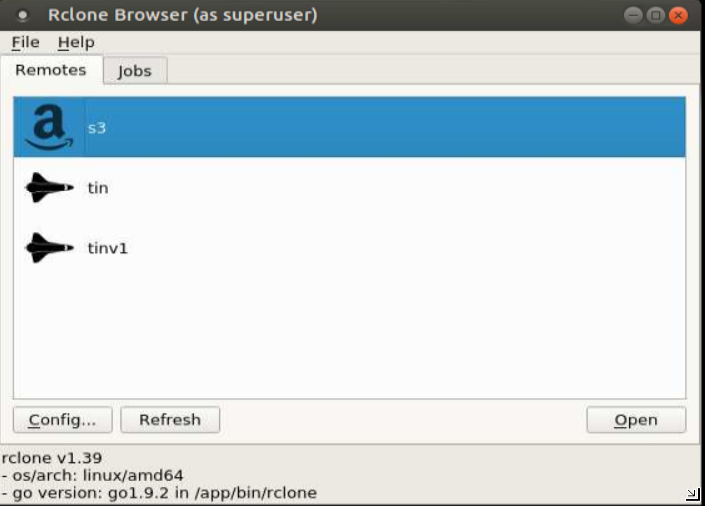 Rclone Browser (as superuser)
File Help
Remotes Jobs
s3
tin
tinv1
Config... Refresh Open
rclone v1.39
- os/arch: linux/amd64
- go version: go1.9.2 in /app/bin/rclone